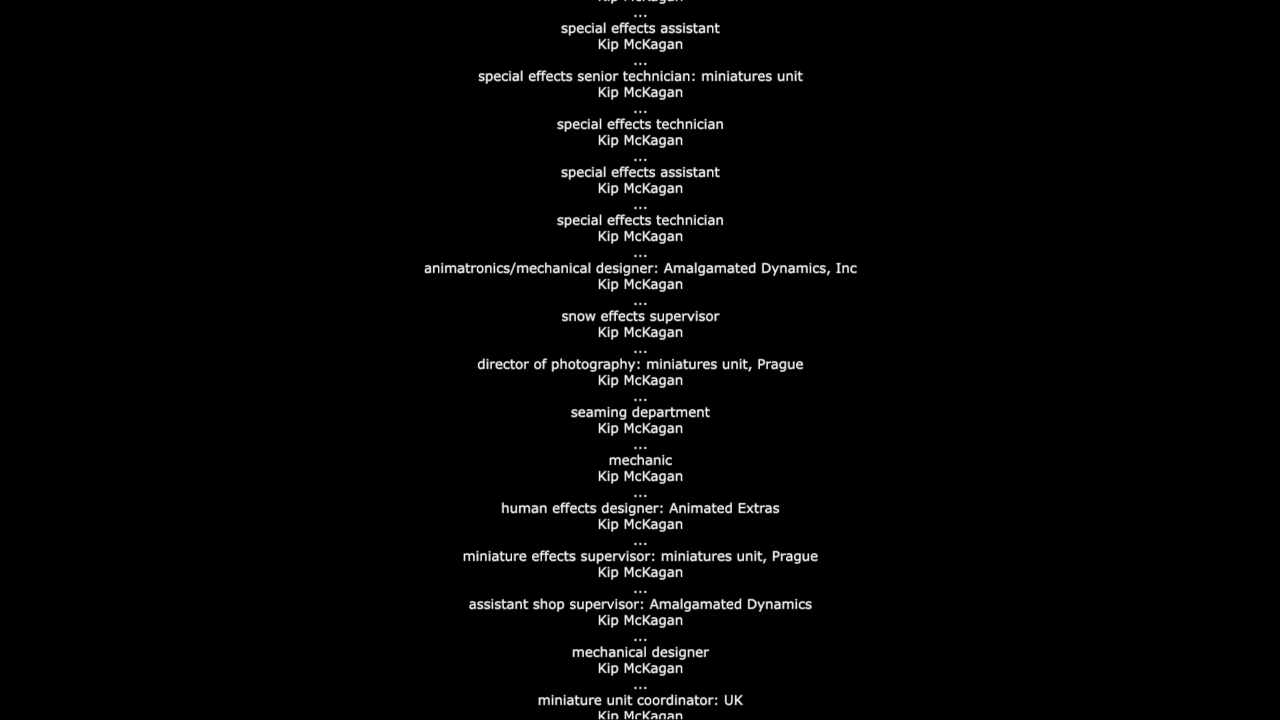 Kip McKagan
...
special effects assistant
Kip McKagan
...
special effects senior technician: miniatures unit
Kip McKagan
...
special effects technician
Kip McKagan
...
special effects assistant
Kip McKagan
...
special effects technician
Kip McKagan
...
animatronics/mechanical designer: Amalgamated Dynamics, Inc
Kip McKagan
...
snow effects supervisor
Kip McKagan
...
director of photography: miniatures unit, Prague
Kip McKagan
...
seaming department
Kip McKagan
...
mechanic
Kip McKagan
...
human effects designer: Animated Extras
Kip McKagan
...
miniature effects supervisor: miniatures unit, Prague
Kip McKagan
...
assistant shop supervisor: Amalgamated Dynamics
Kip McKagan
...
mechanical designer
Kip McKagan
...
miniature unit coordinator: UK
Kip McKagan